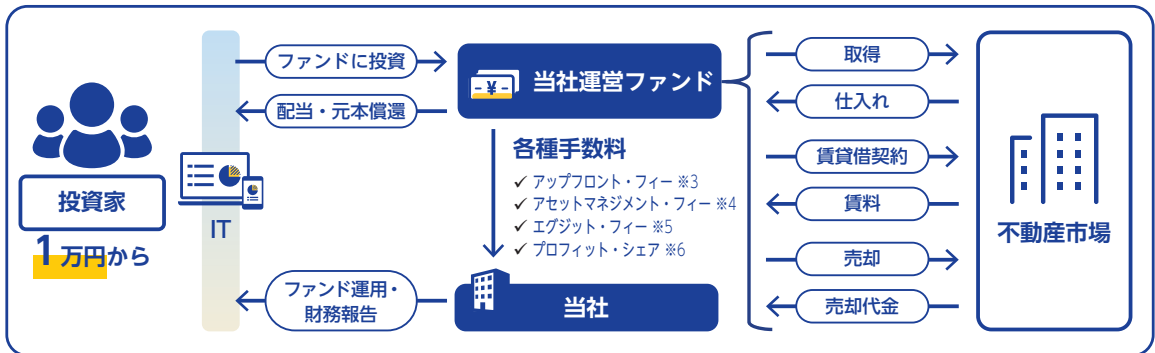 投資家
1万円から
IT
ファンドに投資
配当・元本償還
¥
当社運営ファンド
各種手数料
✓ アップフロント・フィー ※3
✓ アセットマネジメント・フィー ※4
✓ エグジット・フィー ※5
✓ プロフィット・シェア ※6
ファンド運用・
財務報告
当社
取得
仕入れ
賃貸借契約
賃料
売却
売却代金
不動産市場